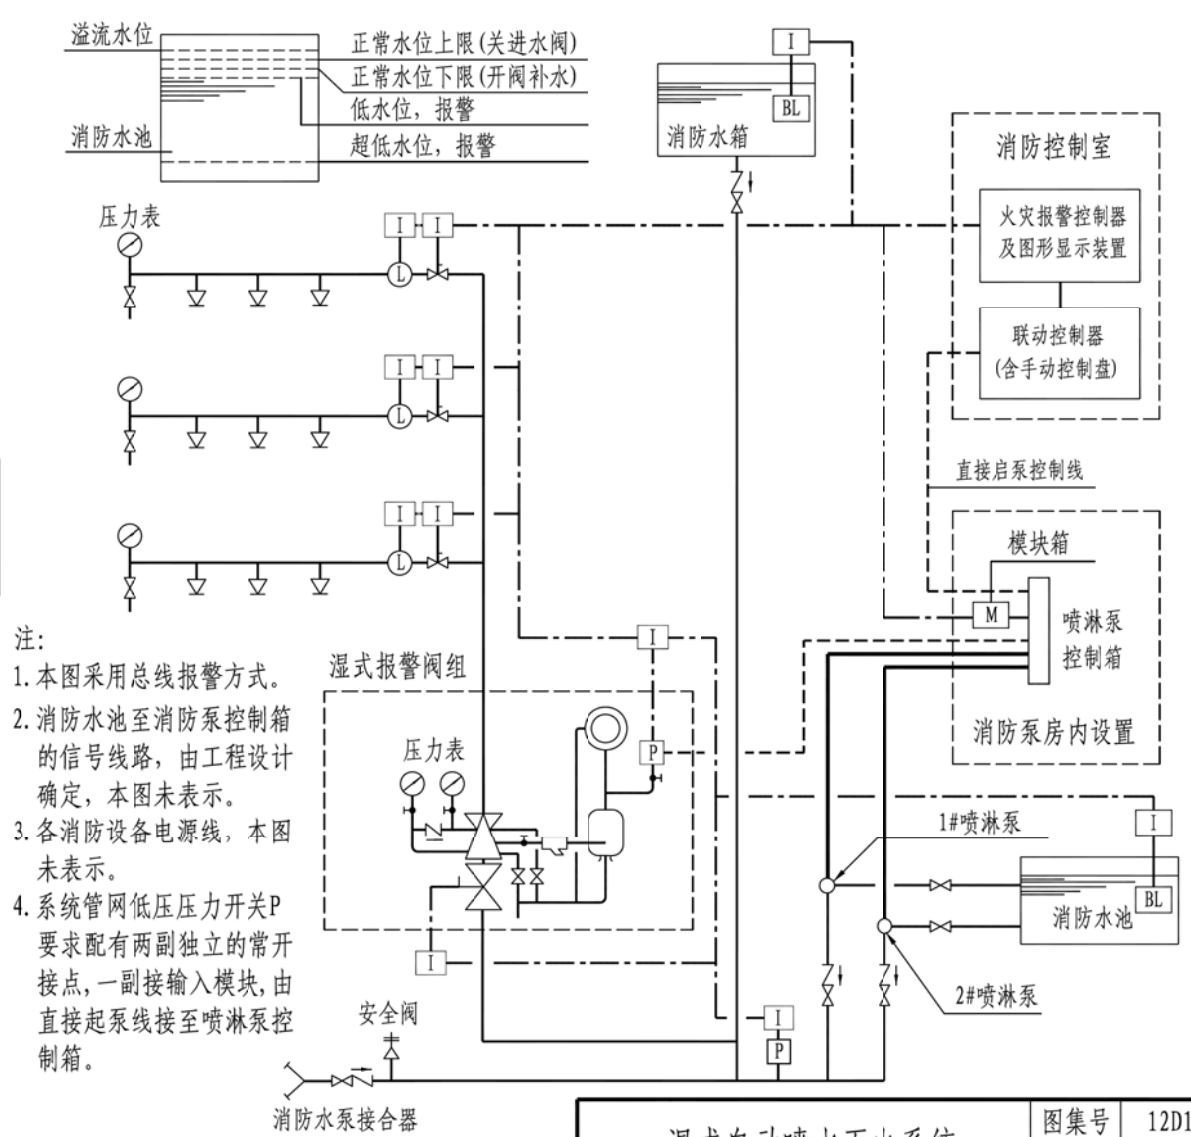 溢流水位
正常水位上限(关进水阀)
正常水位下限(开阀补水)
低水位，报警
消防水池
超低水位，报警
I
BL
消防水箱
消防控制室
火灾报警控制器
及图形显示装置
联动控制器
(含手动控制盘)
压力表
I I
L
I I
L
I I
L
直接启泵控制线
模块箱
M
喷淋泵
控制箱
消防泵房内设置
注:
1.本图采用总线报警方式。
2.消防水池至消防泵控制箱
的信号线路，由工程设计
确定，本图未表示。
3.各消防设备电源线，本图
未表示。
4.系统管网低压压力开关P
要求配有两副独立的常开
接点,一副接输入模块,由
直接起泵线接至喷淋泵控
制箱。
湿式报警阀组
I
P
压力表
I
1#喷淋泵
I
BL
消防水池
2#喷淋泵
安全阀
I
P
消防水泵接合器
图集号 12D1